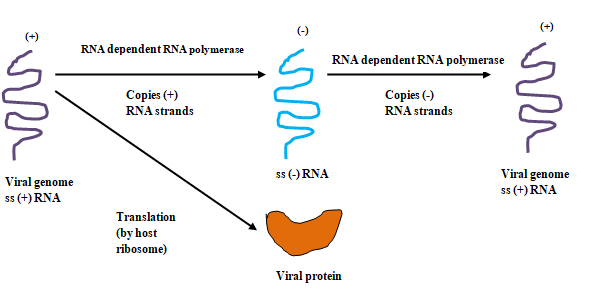 (+)
(-)
(+)
RNA dependent RNA polymerase
RNA dependent RNA polymerase
Copies (+)
RNA strands
Copies (-)
RNA strands
Viral genome
ss (+) RNA
ss (-) RNA
Viral genome
ss (+) RNA
Translation
(by host
ribosome)
Viral protein